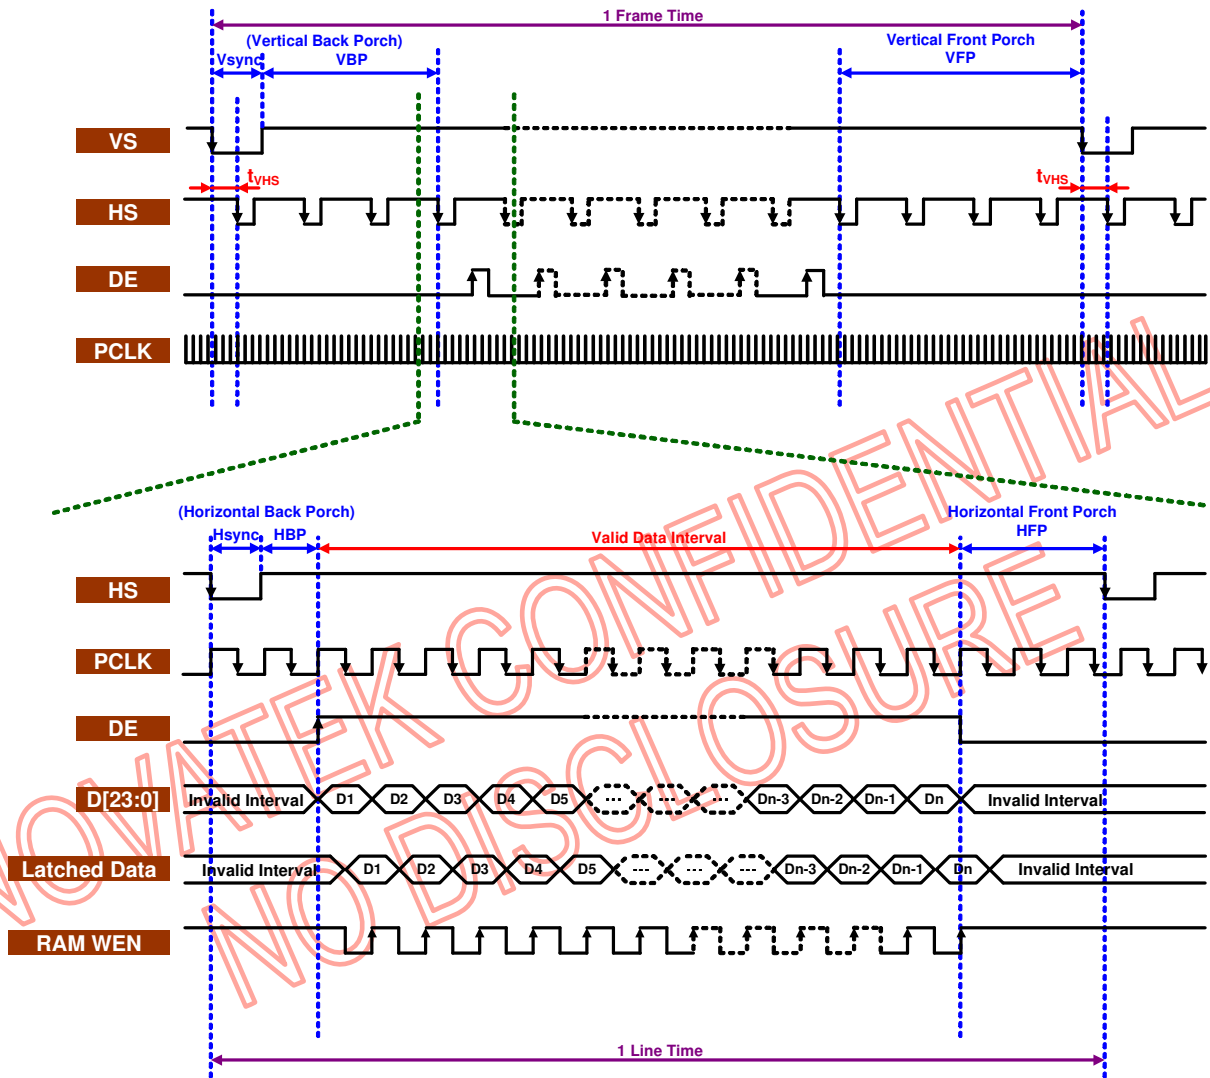 1 Frame Time
(Vertical Back Porch)
Vertical Front Porch
Vsync VBP VFP
VS
tVHS tVHS
HS
DE
PCLK
(Horizontal Back Porch) Horizontal Front Porch
Hsync HBP Valid Data Interval HFP
HS
PCLK
DE
D[23:0] Invalid Interval D1 D2 D3 D4 D5 ... ... ... Dn-3 Dn-2 Dn-1 Dn Invalid Interval
Latched Data Invalid Interval D1 D2 D3 D4 D5 ... ... ... Dn-3 Dn-2 Dn-1 Dn Invalid Interval
RAM WEN
1 Line Time
NOVATEK CONFIDENTIAL
NO DISCLOSURE